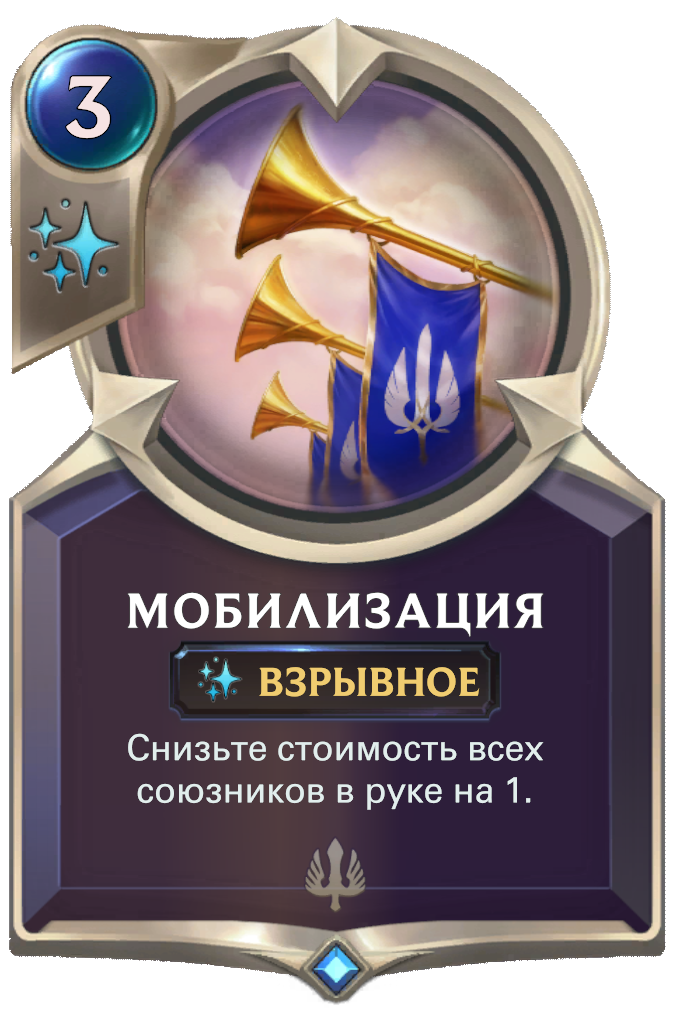 3
МОБИЛИЗАЦИЯ
ВЗРЫВНОЕ
Снизьте стоимость всех
союзников в руке на 1.